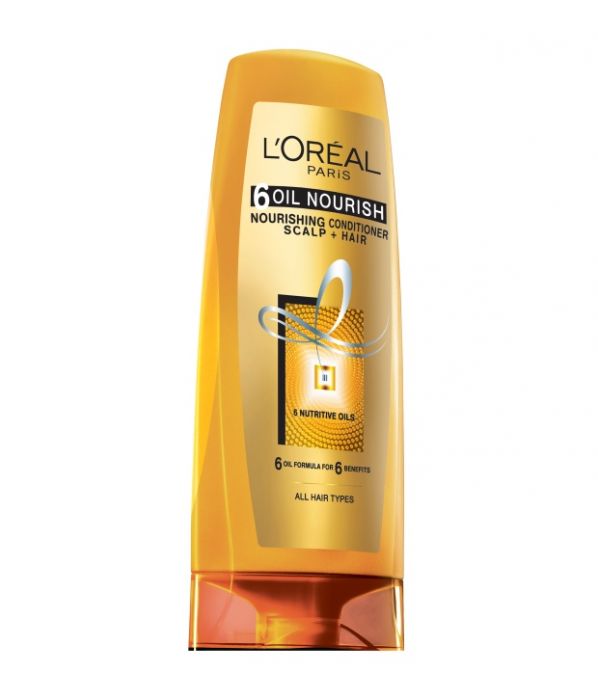 L'ORÉAL
PARiS
6 OIL NOURISH
NOURISHING CONDITIONER
SCALP + HAIR
6 NUTRITIVE OILS
6 OIL FORMULA FOR 6 BENEFITS
ALL HAIR TYPES